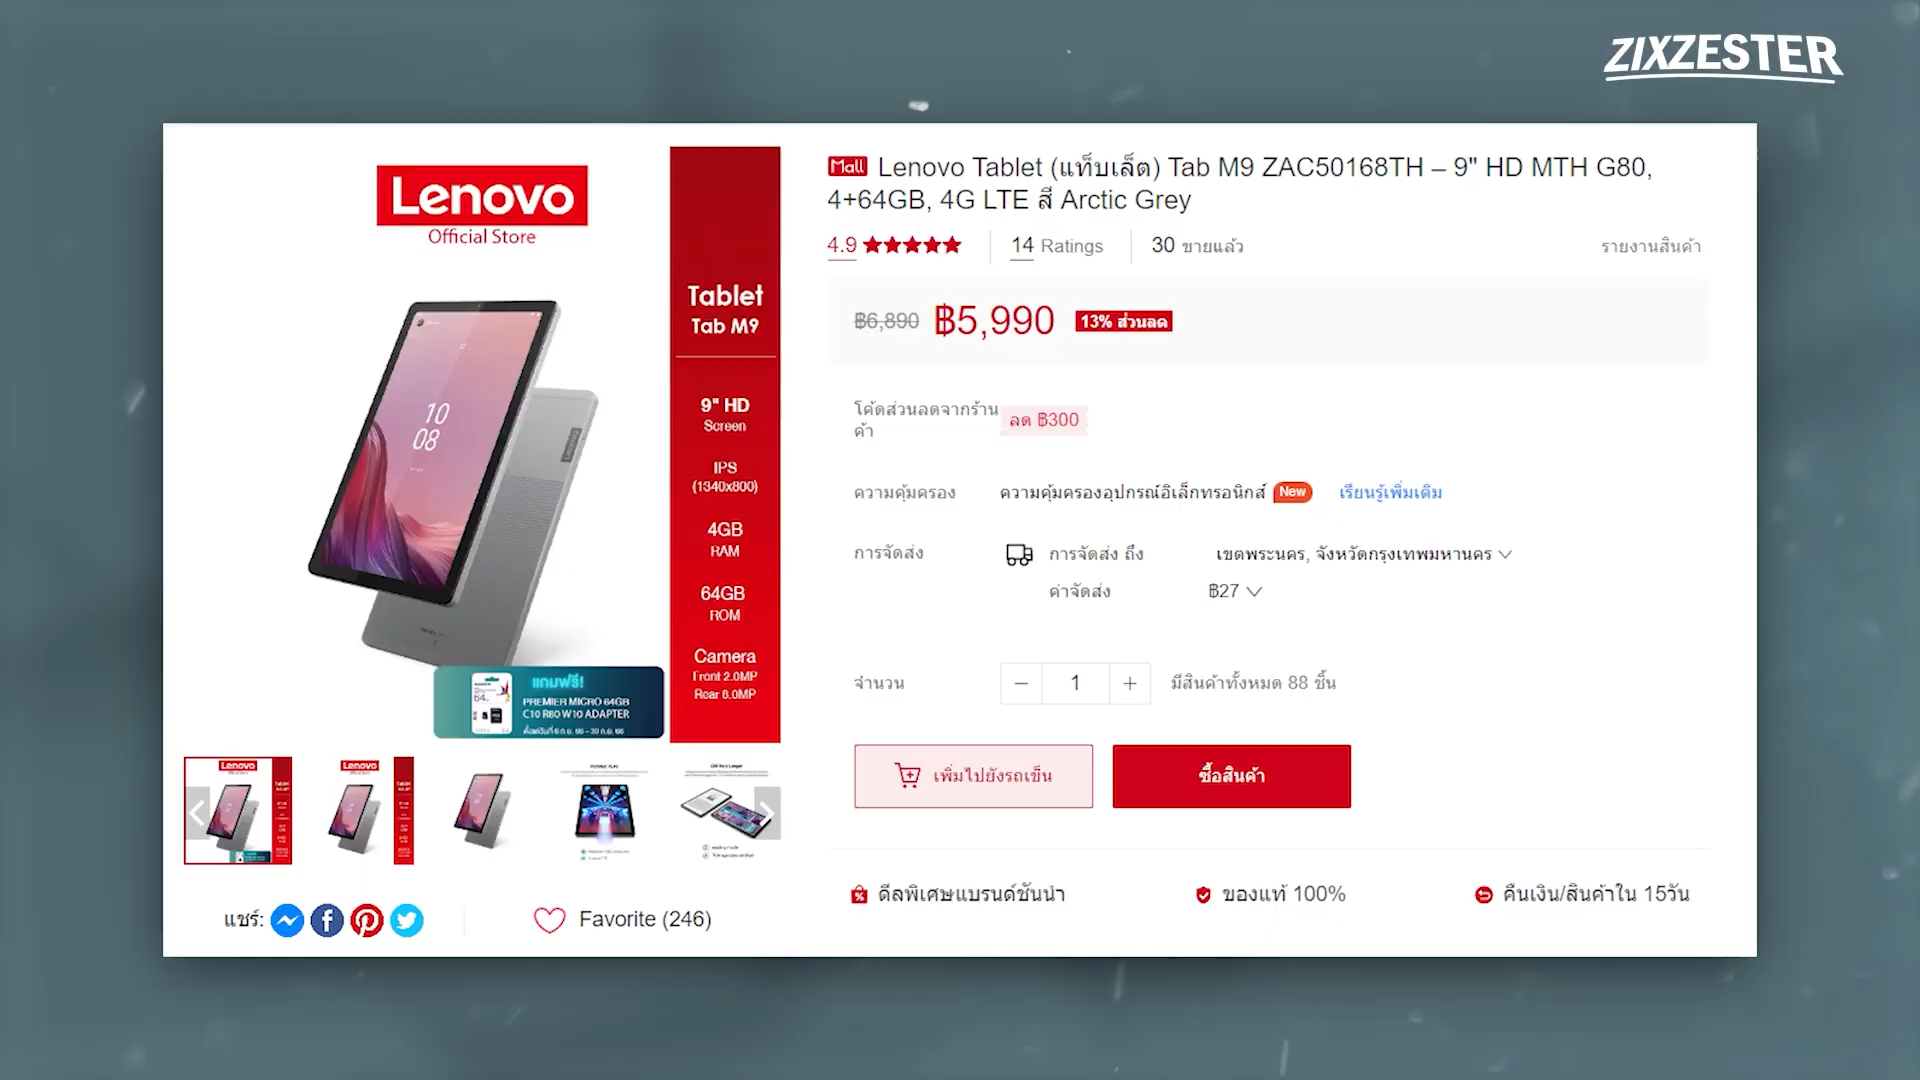 ZIXZESTER
Lenovo
Official Store
Tablet
Tab M9
9" HD
Screen
IPS
(1340x800)
4GB
RAM
64GB
ROM
Camera
Front 2.0MP
Rear 8.0MP
10
08
แถมฟรี!
PREMIER MICRO 64GB
C10 R80 W10 ADAPTER
Mall Lenovo Tablet (แท็บเล็ต) Tab M9 ZAC50168TH – 9" HD MTH G80,
4+64GB, 4G LTE สี Arctic Grey
4.9 14 Ratings 30 ขายแล้ว รายงานสินค้า
฿6,890 ฿5,990 13% ส่วนลด
โค้ดส่วนลดจากร้าน
ค้า
ลด ฿300
ความคุ้มครอง ความคุ้มครองอุปกรณ์อิเล็กทรอนิกส์ New เรียนรู้เพิ่มเติม
การจัดส่ง การจัดส่ง ถึง เขตพระนคร, จังหวัดกรุงเทพมหานคร
ค่าจัดส่ง ฿27
จำนวน 1 มีสินค้าทั้งหมด 88 ชิ้น
เพิ่มไปยังรถเข็น ซื้อสินค้า
ดีลพิเศษแบรนด์ชั้นนำ ของแท้ 100% คืนเงิน/สินค้าใน 15วัน
Lenovo
Lenovo
แชร์: Favorite (246)